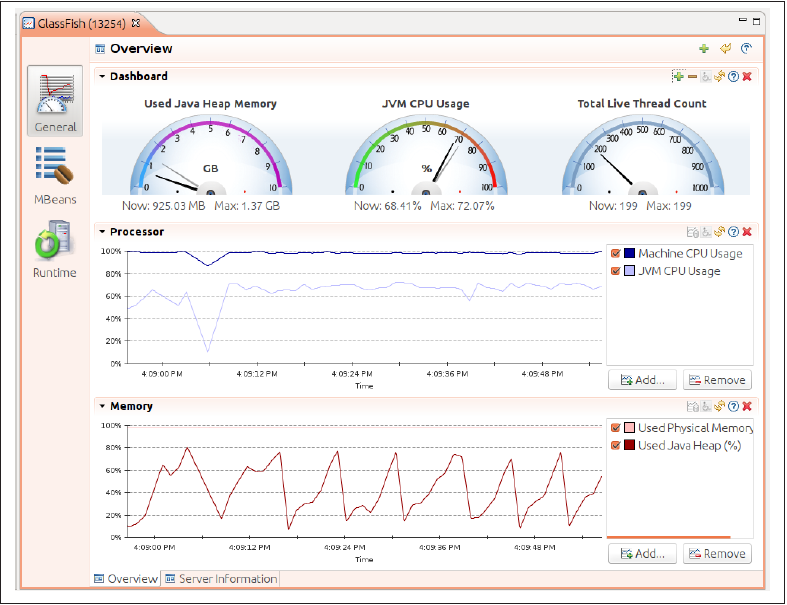 GlassFish (13254)
Overview
General
MBeans
Runtime
Dashboard
Used Java Heap Memory
0 1 2 3 4 5 6 7 8 9 10
GB
Now: 925.03 MB Max: 1.37 GB
JVM CPU Usage
0 10 20 30 40 50 60 70 80 90 100
%
Now: 68.41% Max: 72.07%
Total Live Thread Count
0 100 200 300 400 500 600 700 800 900 1000
Now: 199 Max: 199
Processor
100%
80%
60%
40%
20%
0%
4:09:00 PM 4:09:12 PM 4:09:24 PM 4:09:36 PM 4:09:48 PM
Time
Machine CPU Usage
JVM CPU Usage
Add... Remove
Memory
100%
80%
60%
40%
20%
0%
4:09:00 PM 4:09:12 PM 4:09:24 PM 4:09:36 PM 4:09:48 PM
Time
Used Physical Memory
Used Java Heap (%)
Add... Remove
Overview Server Information